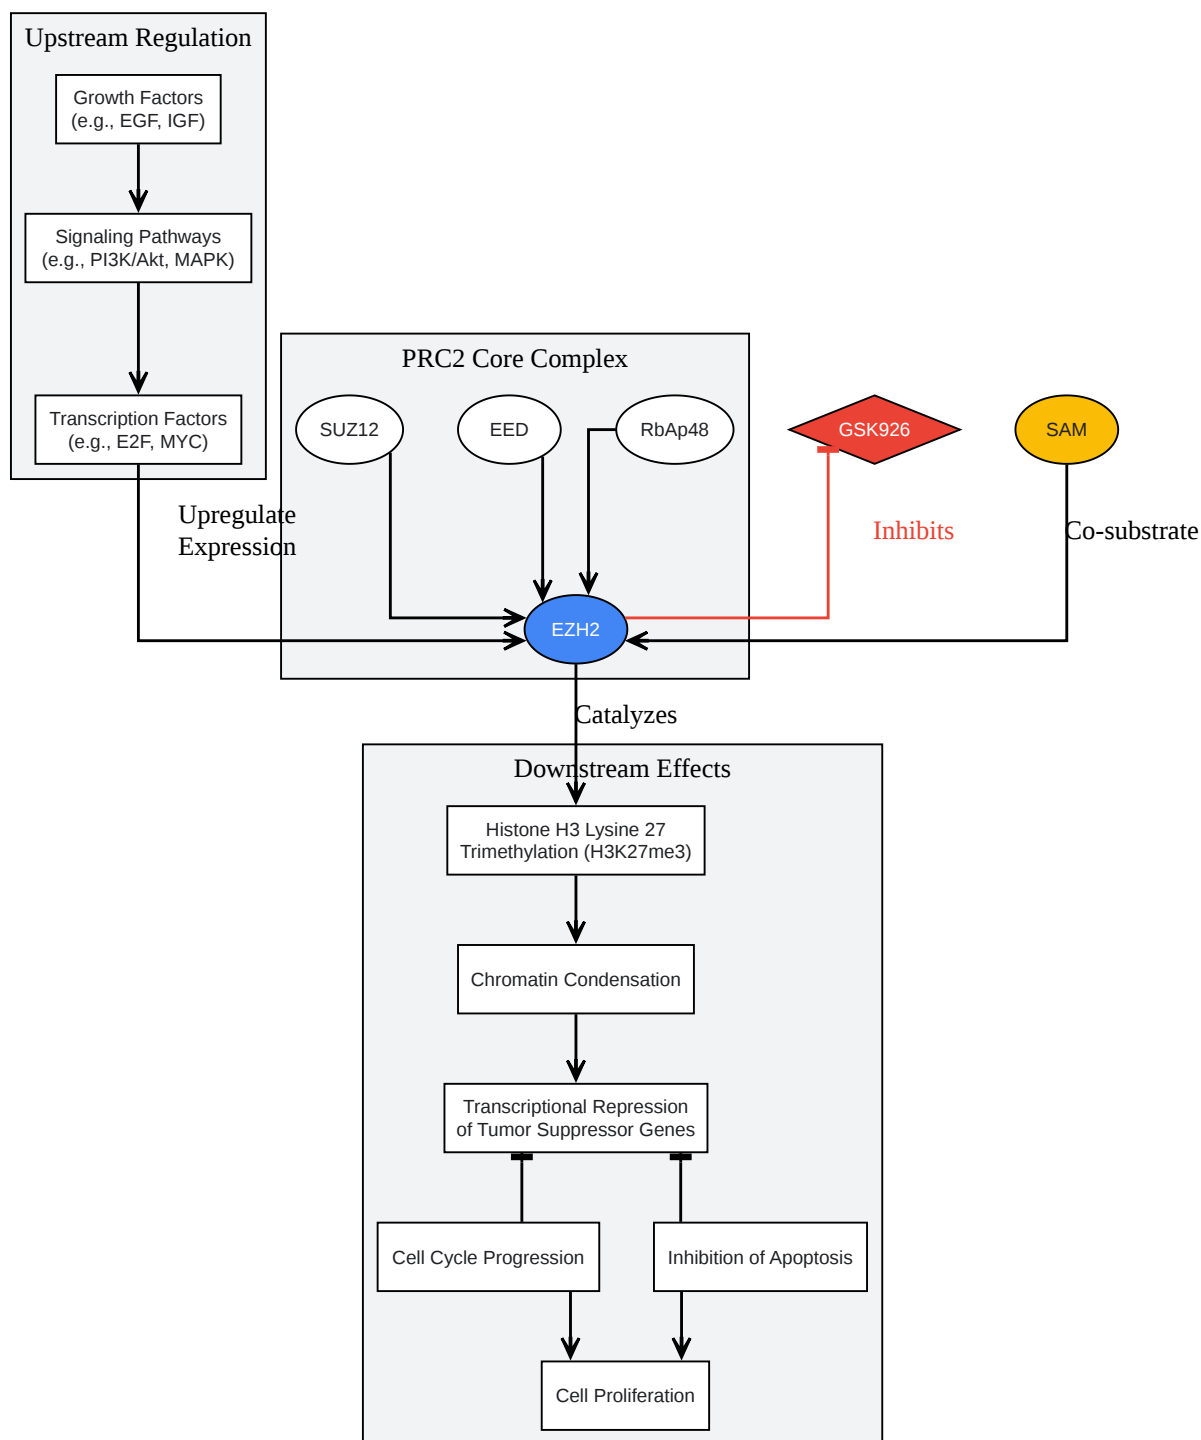 Upstream Regulation
Growth Factors
(e.g., EGF, IGF)
Signaling Pathways
(e.g., PI3K/Akt, MAPK)
Transcription Factors
(e.g., E2F, MYC)
Upregulate
Expression
PRC2 Core Complex
SUZ12
EED
RbAp48
GSK926
SAM
Inhibits
Co-substrate
EZH2
Catalyzes
Downstream Effects
Histone H3 Lysine 27
Trimethylation (H3K27me3)
Chromatin Condensation
Transcriptional Repression
of Tumor Suppressor Genes
Cell Cycle Progression
Inhibition of Apoptosis
Cell Proliferation